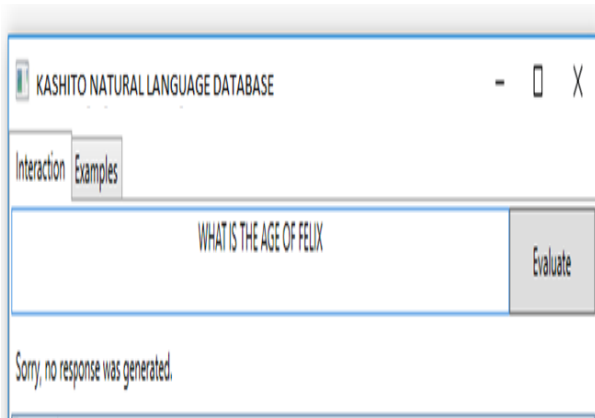 KASHITO NATURAL LANGUAGE DATABASE
Interaction Examples
WHAT IS THE AGE OF FELIX
Evaluate
Sorry, no response was generated.